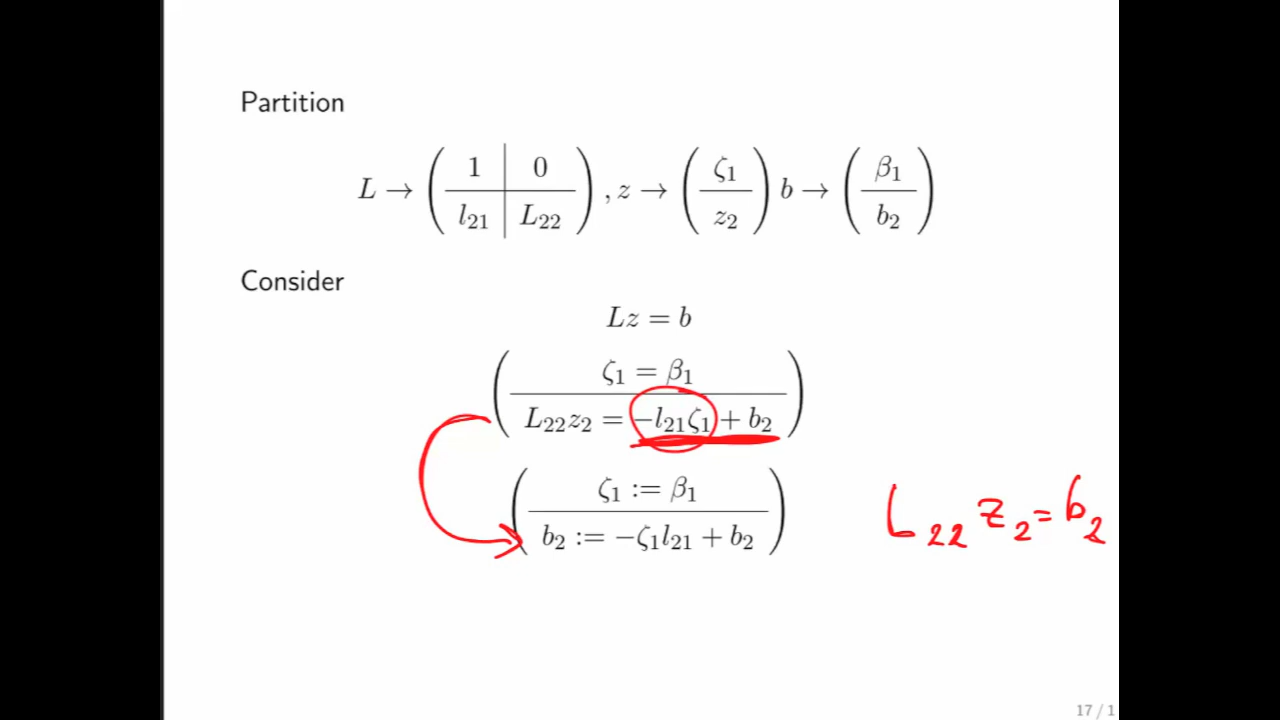 Partition
L → ( 1 | 0 / l₂₁ | L₂₂ ) , z → ( ζ₁ / z₂ ) b → ( β₁ / b₂ )
Consider
Lz = b
ζ₁ = β₁
L₂₂z₂ = −l₂₁ζ₁ + b₂
ζ₁ := β₁
b₂ := −ζ₁l₂₁ + b₂
L₂₂ z₂ = b₂
17 / 1